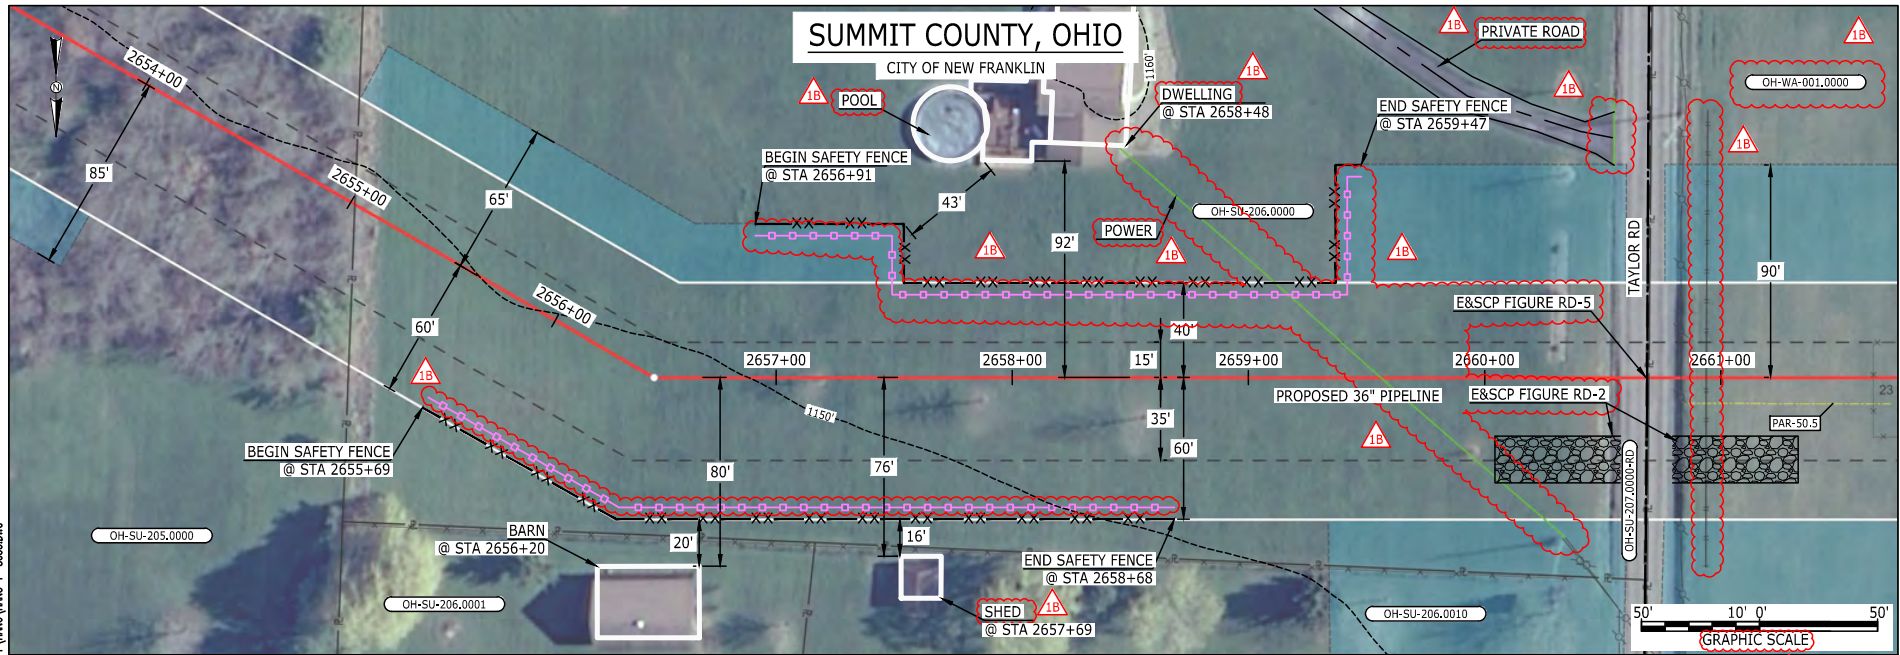 SUMMIT COUNTY, OHIO
CITY OF NEW FRANKLIN
1B
PRIVATE ROAD
1B
1B
OH-WA-001.0000
2654+00
1160'
1B
1B
POOL
DWELLING
@ STA 2658+48
1B
END SAFETY FENCE
@ STA 2659+47
1B
85'
2655+00
65'
BEGIN SAFETY FENCE
@ STA 2656+91
43'
92'
OH-SU-206.0000
POWER
1B
1B
1B
TAYLOR RD
90'
2656+00
60'
E&SCP FIGURE RD-5
40'
15'
2657+00
2658+00
2659+00
2660+00
2661+00
1B
1150'
PROPOSED 36" PIPELINE
E&SCP FIGURE RD-2
23
PAR-50.5
35'
60'
1B
BEGIN SAFETY FENCE
@ STA 2655+69
80'
76'
OH-SU-207.0000-RD
OH-SU-205.0000
BARN
@ STA 2656+20
20'
16'
END SAFETY FENCE
@ STA 2658+68
OH-SU-206.0001
SHED
@ STA 2657+69
1B
OH-SU-206.0010
50' 10' 0' 50'
GRAPHIC SCALE